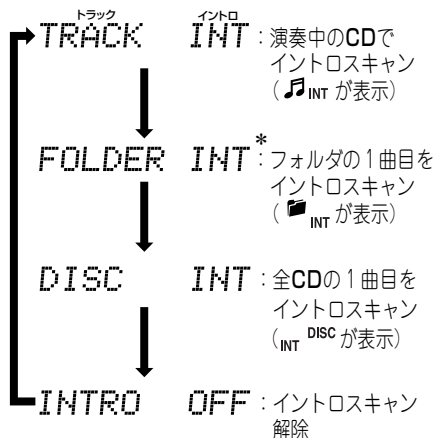 トラック イントロ
TRACK INT : 演奏中のCDで
イントロスキャン
( INT が表示)
FOLDER INT* : フォルダの1曲目を
イントロスキャン
( INT が表示)
DISC INT : 全CDの1曲目を
イントロスキャン
(INT DISC が表示)
INTRO OFF : イントロスキャン
解除